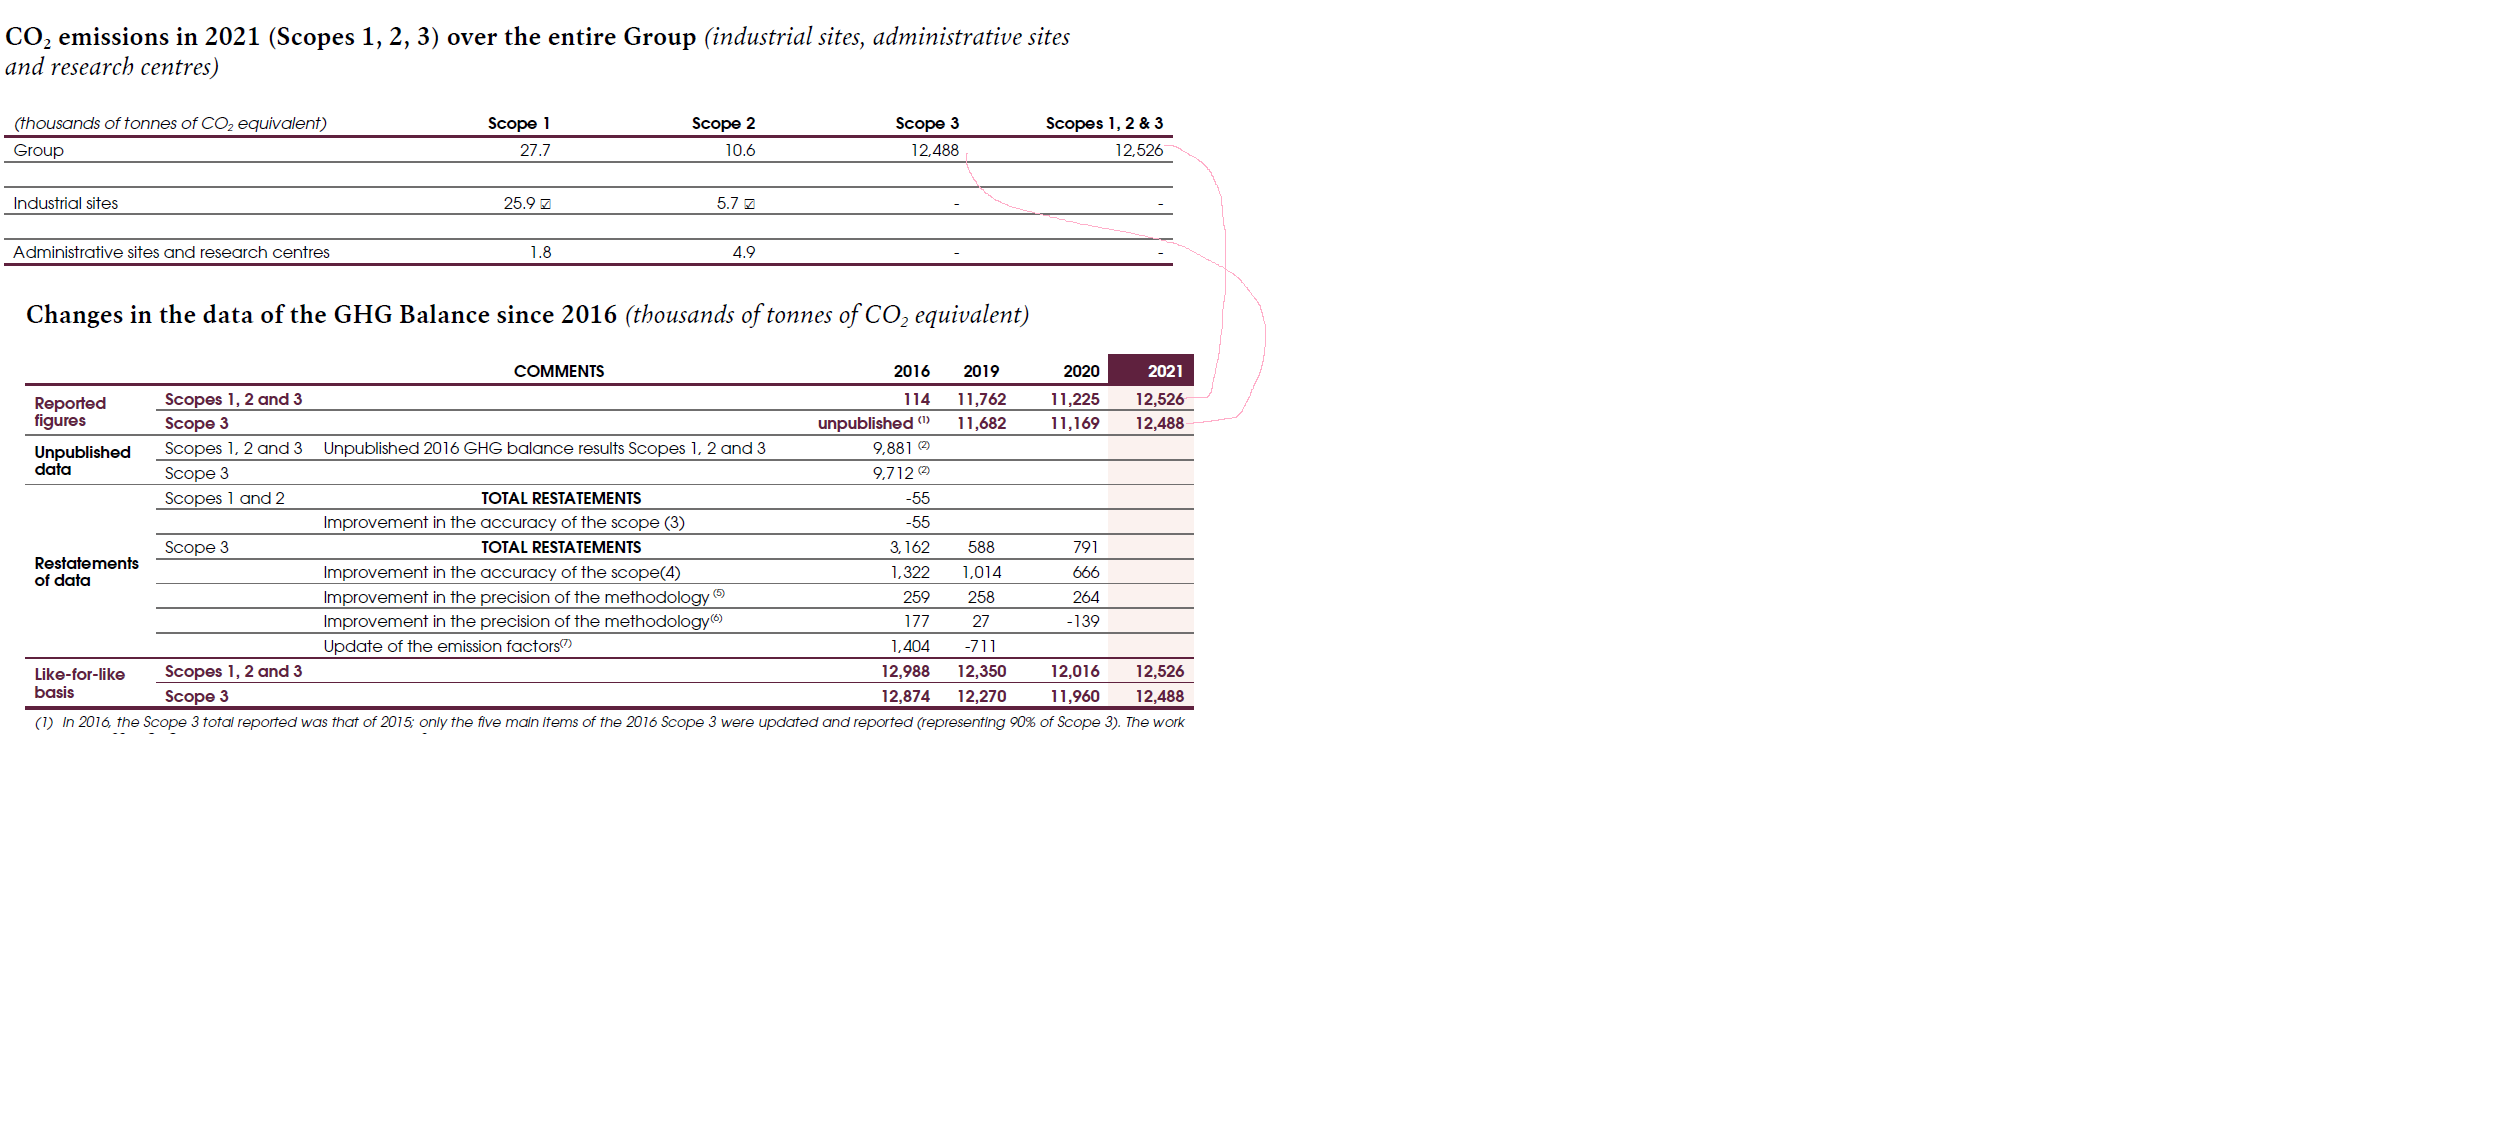 CO₂ emissions in 2021 (Scopes 1, 2, 3) over the entire Group (industrial sites, administrative sites
and research centres)
(thousands of tonnes of CO₂ equivalent) Scope 1 Scope 2 Scope 3 Scopes 1, 2 & 3
Group 27.7 10.6 12,488 12,526
Industrial sites 25.9 ☑ 5.7 ☑ - -
Administrative sites and research centres 1.8 4.9 - -
Changes in the data of the GHG Balance since 2016 (thousands of tonnes of CO₂ equivalent)
COMMENTS 2016 2019 2020 2021
Reported figures Scopes 1, 2 and 3 114 11,762 11,225 12,526
Scope 3 unpublished (1) 11,682 11,169 12,488
Unpublished data Scopes 1, 2 and 3 Unpublished 2016 GHG balance results Scopes 1, 2 and 3 9,881 (2)
Scope 3 9,712 (2)
Restatements of data Scopes 1 and 2 TOTAL RESTATEMENTS -55
Improvement in the accuracy of the scope (3) -55
Scope 3 TOTAL RESTATEMENTS 3,162 588 791
Improvement in the accuracy of the scope(4) 1,322 1,014 666
Improvement in the precision of the methodology (5) 259 258 264
Improvement in the precision of the methodology(6) 177 27 -139
Update of the emission factors(7) 1,404 -711
Like-for-like basis Scopes 1, 2 and 3 12,988 12,350 12,016 12,526
Scope 3 12,874 12,270 11,960 12,488
(1) In 2016, the Scope 3 total reported was that of 2015; only the five main items of the 2016 Scope 3 were updated and reported (representing 90% of Scope 3). The work